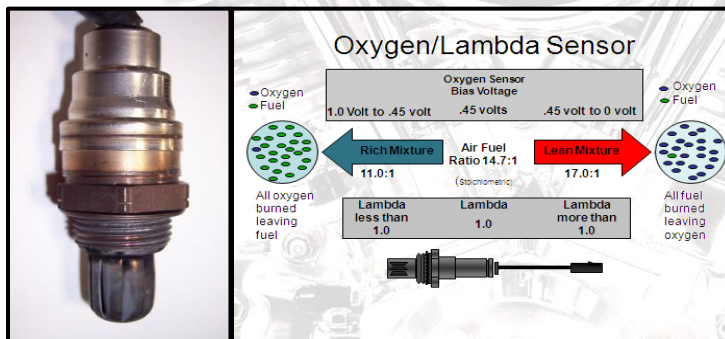 Oxygen/Lambda Sensor
Oxygen Sensor
Bias Voltage
1.0 Volt to .45 volt
.45 volts
.45 volt to 0 volt
Oxygen
Fuel
Rich Mixture
11.0:1
Air Fuel
Ratio 14.7:1
(Stoichiometric)
Lean Mixture
17.0:1
Oxygen
Fuel
All oxygen
burned
leaving
fuel
Lambda
less than
1.0
Lambda
1.0
Lambda
more than
1.0
All fuel
burned
leaving
oxygen